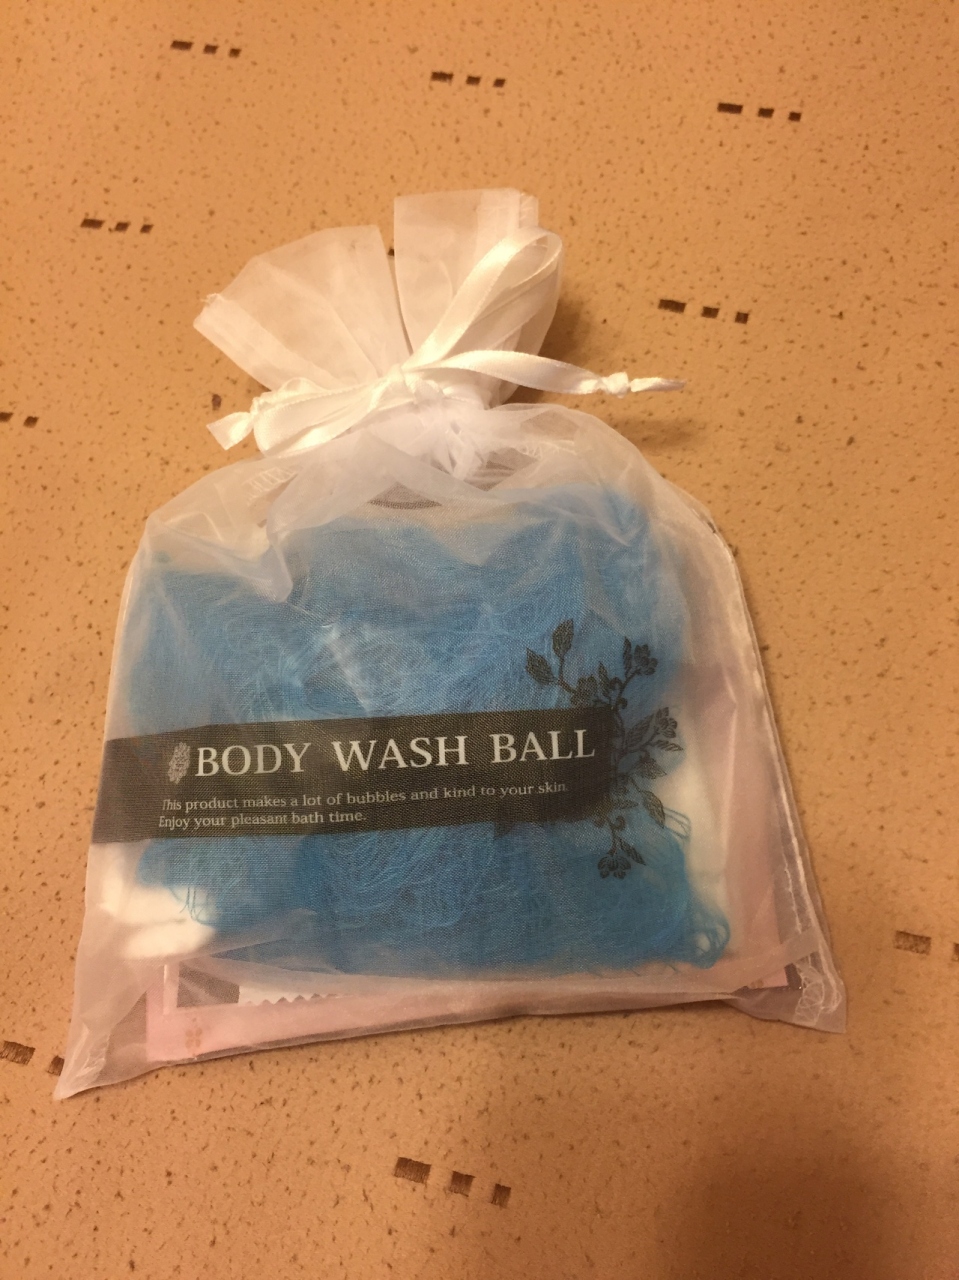 BODY WASH BALL
This product makes a lot of bubbles and kind to your skin.
Enjoy your pleasant bath time.